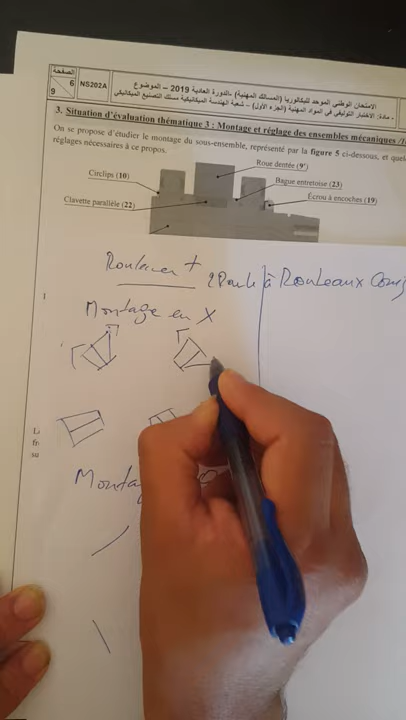 الصفحة
6
9
NS202A
الامتحان الوطني الموحد للبكالوريا (المسالك المهنية) -الدورة العادية 2019 – الموضوع
- مادة: الاختبار التوليفي في المواد المهنية (الجزء الأول) – شعبة الهندسة الميكانيكية مسلك التصنيع الميكانيكي
3. Situation d'évaluation thématique 3 : Montage et réglage des ensembles mécaniques
On se propose d'étudier le montage du sous-ensemble, représenté par la figure 5 ci-dessous, et
réglages nécessaires à ce propos.
Roue dentée (9')
Circlips (10)
Bague entretoise (23)
Clavette parallèle (22)
Écrou à encoches (19)
à Rouleaux
Montage en X